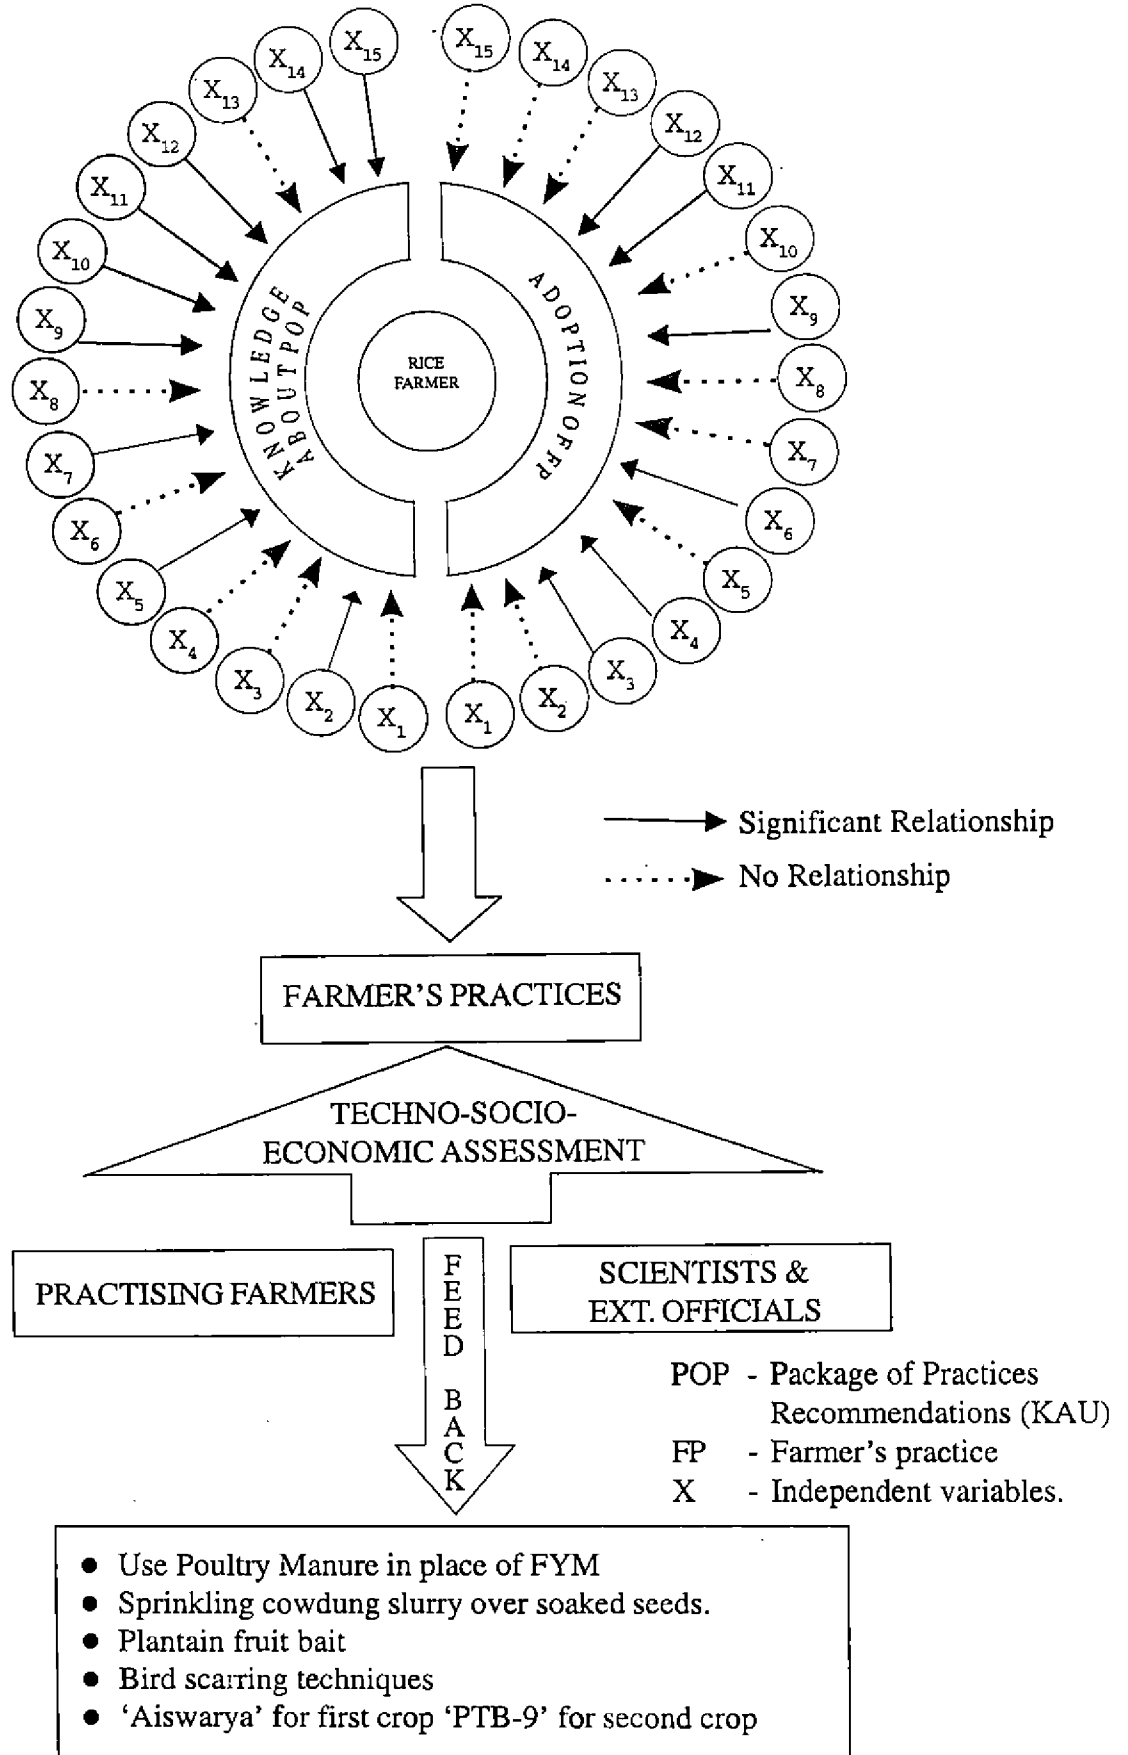 X15
X14
X13
X12
X11
X10
X9
X8
X7
X6
X5
X4
X3
X2
X1
X15
X14
X13
X12
X11
X10
X9
X8
X7
X6
X5
X4
X3
X2
X1
KNOWLEDGE
ABOUT POP
RICE
FARMER
ADOPTION OF FP
Significant Relationship
No Relationship
FARMER'S PRACTICES
TECHNO-SOCIO-
ECONOMIC ASSESSMENT
PRACTISING FARMERS
FEED BACK
SCIENTISTS &
EXT. OFFICIALS
POP - Package of Practices
Recommendations (KAU)
FP - Farmer's practice
X - Independent variables.
● Use Poultry Manure in place of FYM
● Sprinkling cowdung slurry over soaked seeds.
● Plantain fruit bait
● Bird scarring techniques
● 'Aiswarya' for first crop 'PTB-9' for second crop